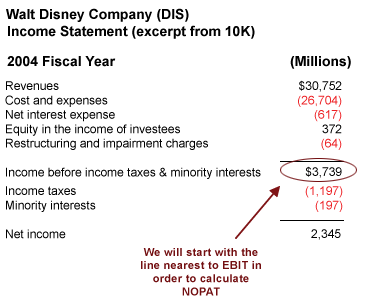 Walt Disney Company (DIS)
Income Statement (excerpt from 10K)
2004 Fiscal Year (Millions)
Revenues $30,752
Cost and expenses (26,704)
Net interest expense (617)
Equity in the income of investees 372
Restructuring and impairment charges (64)
Income before income taxes & minority interests $3,739
Income taxes (1,197)
Minority interests (197)
Net income 2,345
We will start with the
line nearest to EBIT in
order to calculate
NOPAT